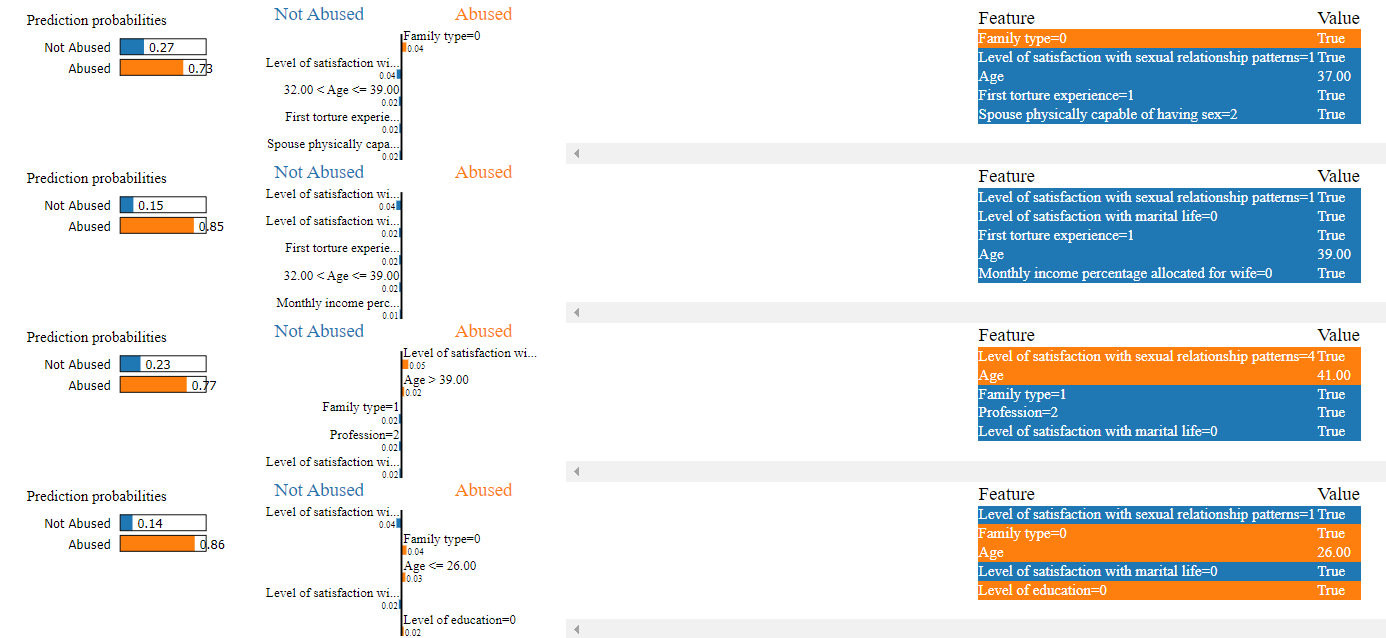 Prediction probabilities
Not Abused 0.27
Abused 0.73
Not Abused Abused
Family type=0
0.04
Level of satisfaction wi...
0.04
32.00 < Age <= 39.00
0.02
First torture experie...
0.02
Spouse physically capa...
0.02
Feature Value
Family type=0 True
Level of satisfaction with sexual relationship patterns=1 True
Age 37.00
First torture experience=1 True
Spouse physically capable of having sex=2 True
Prediction probabilities
Not Abused 0.15
Abused 0.85
Not Abused Abused
Level of satisfaction wi...
0.04
Level of satisfaction wi...
0.02
First torture experie...
0.02
32.00 < Age <= 39.00
0.02
Monthly income perc...
0.01
Feature Value
Level of satisfaction with sexual relationship patterns=1 True
Level of satisfaction with marital life=0 True
First torture experience=1 True
Age 39.00
Monthly income percentage allocated for wife=0 True
Prediction probabilities
Not Abused 0.23
Abused 0.77
Not Abused Abused
Level of satisfaction wi...
0.05
Age > 39.00
0.02
Family type=1
0.02
Profession=2
0.02
Level of satisfaction wi...
0.02
Feature Value
Level of satisfaction with sexual relationship patterns=4 True
Age 41.00
Family type=1 True
Profession=2 True
Level of satisfaction with marital life=0 True
Prediction probabilities
Not Abused 0.14
Abused 0.86
Not Abused Abused
Level of satisfaction wi...
0.04
Family type=0
0.04
Age <= 26.00
0.03
Level of satisfaction wi...
0.02
Level of education=0
0.02
Feature Value
Level of satisfaction with sexual relationship patterns=1 True
Family type=0 True
Age 26.00
Level of satisfaction with marital life=0 True
Level of education=0 True